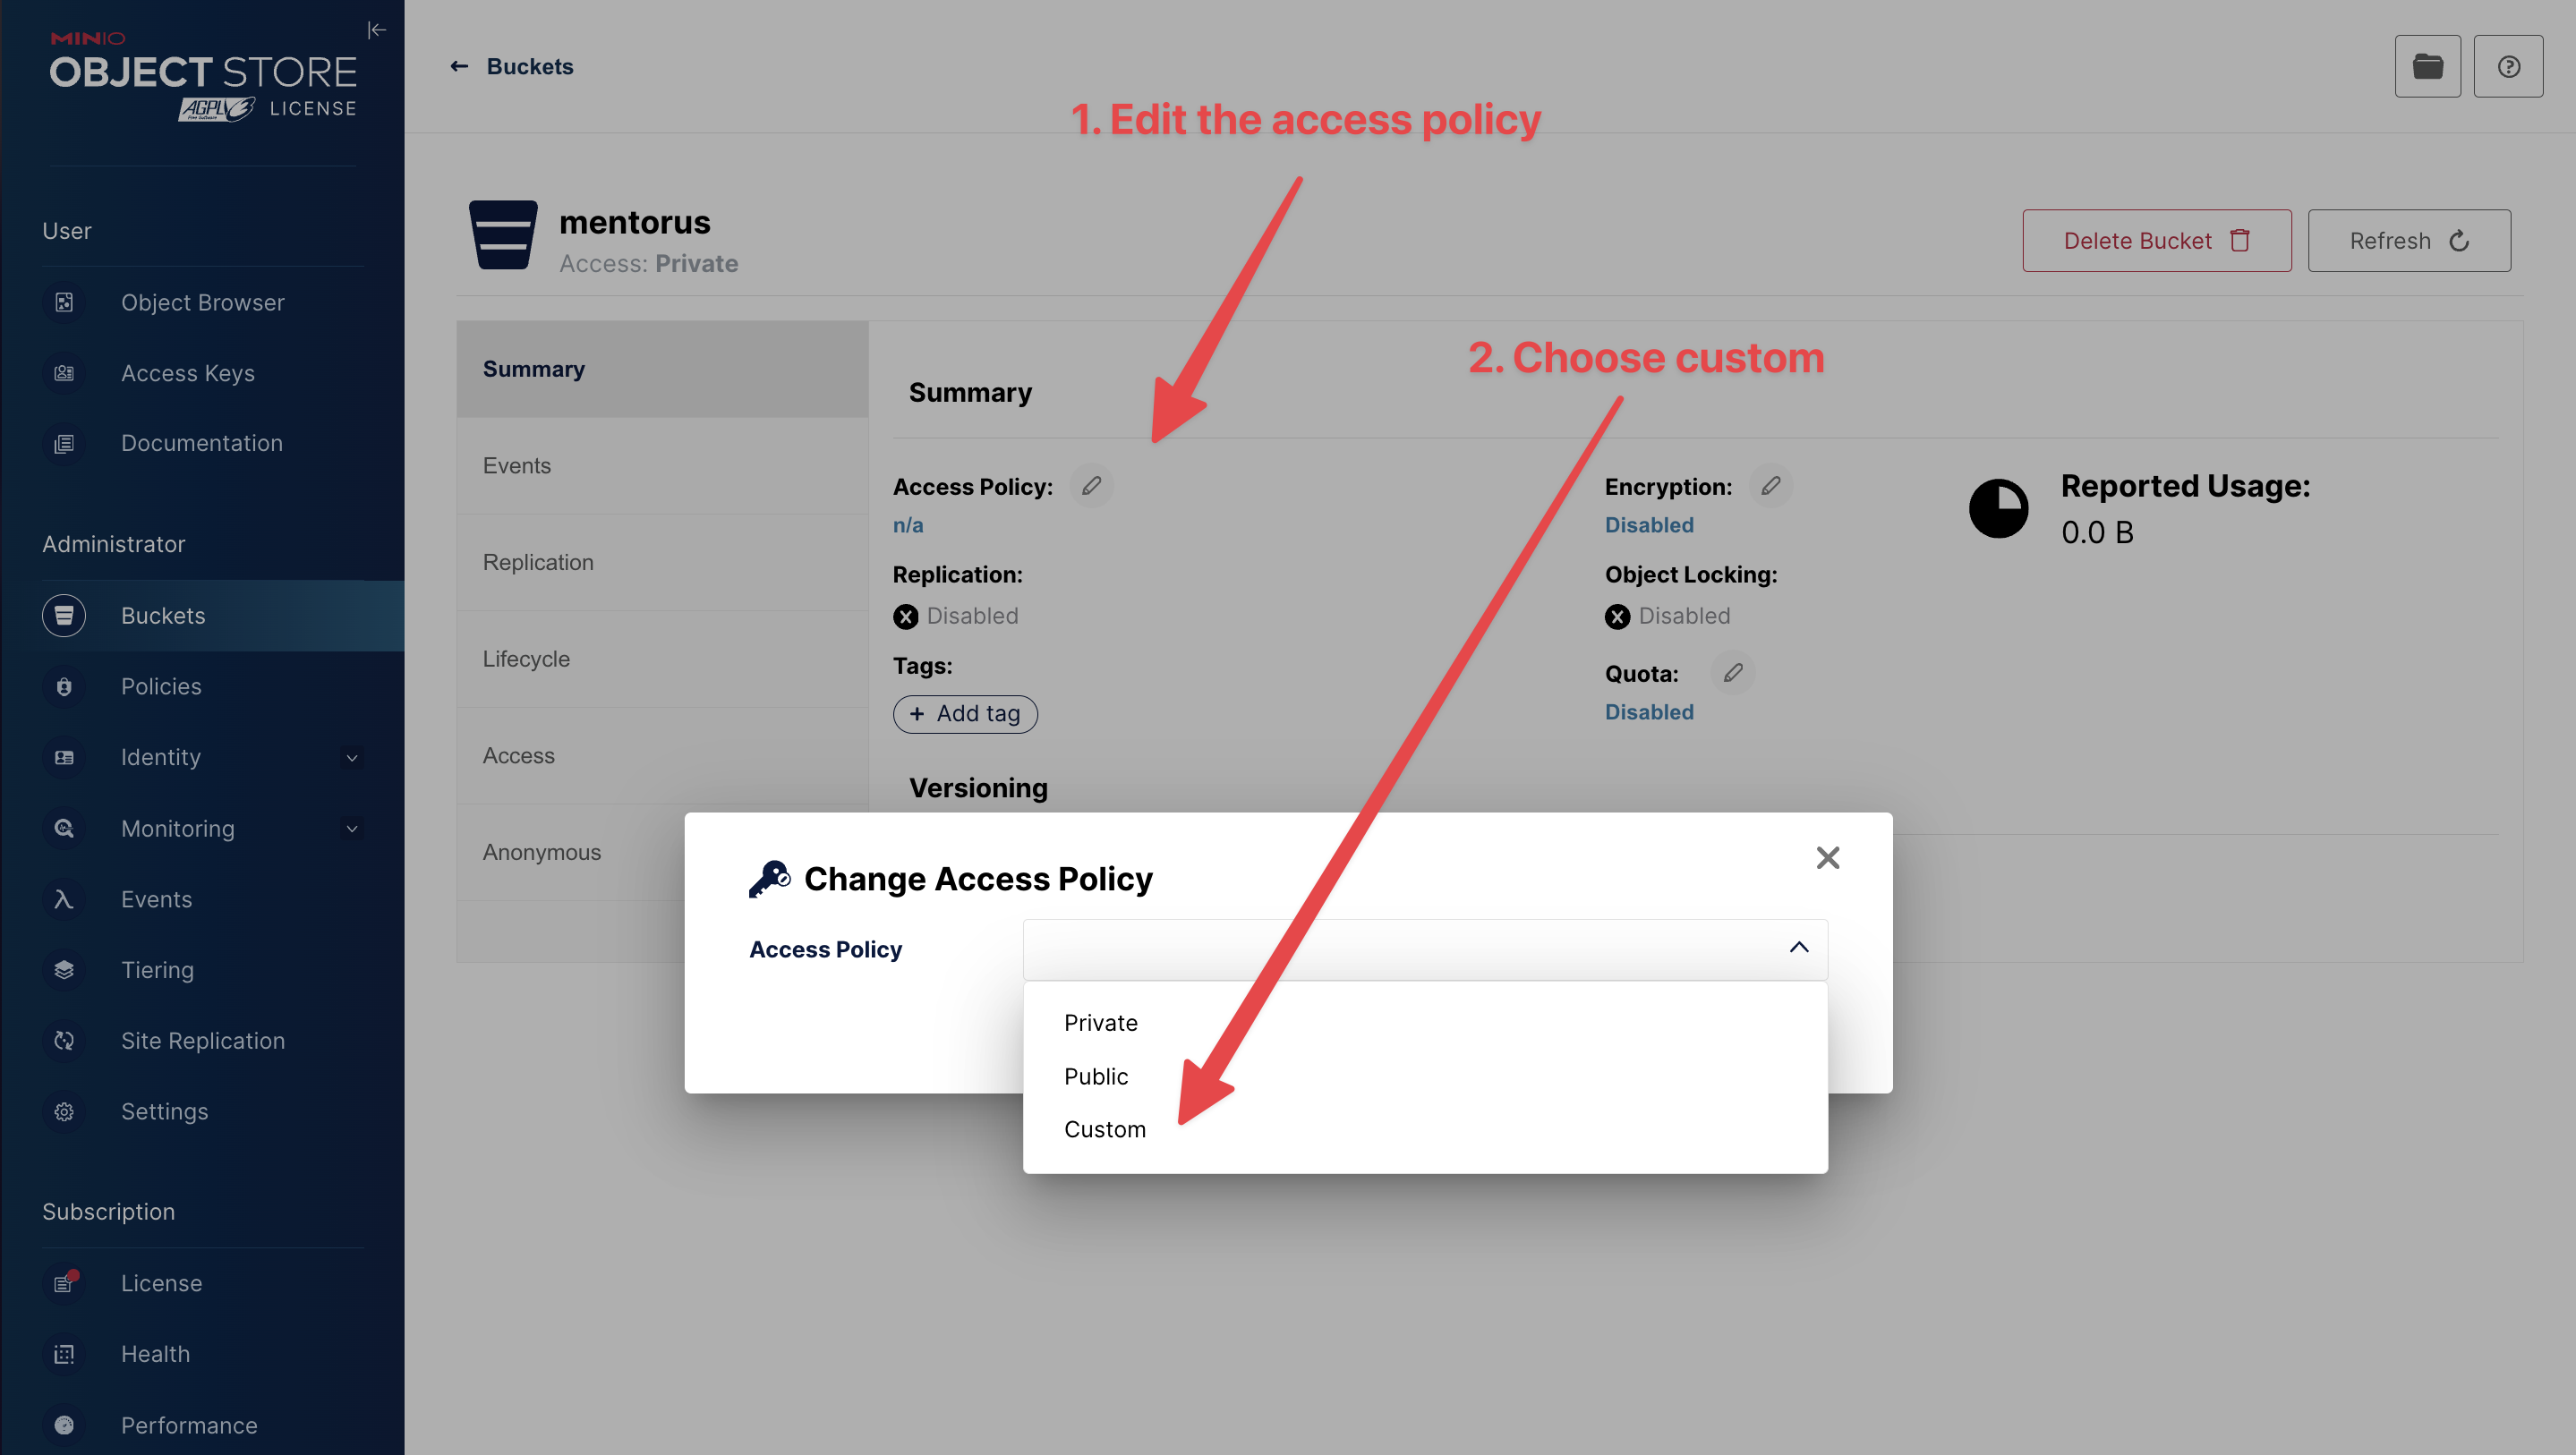 MINIO
OBJECT STORE
AGPL v3 LICENSE
Free Software
User
Object Browser
Access Keys
Documentation
Administrator
Buckets
Policies
Identity
Monitoring
Events
Tiering
Site Replication
Settings
Subscription
License
Health
Performance
← Buckets
1. Edit the access policy
mentorus
Access: Private
Delete Bucket
Refresh
Summary
Events
Replication
Lifecycle
Access
Anonymous
2. Choose custom
Summary
Access Policy:
n/a
Replication:
Disabled
Tags:
+ Add tag
Encryption:
Disabled
Object Locking:
Disabled
Quota:
Disabled
Reported Usage:
0.0 B
Versioning
Change Access Policy
Access Policy
Private
Public
Custom